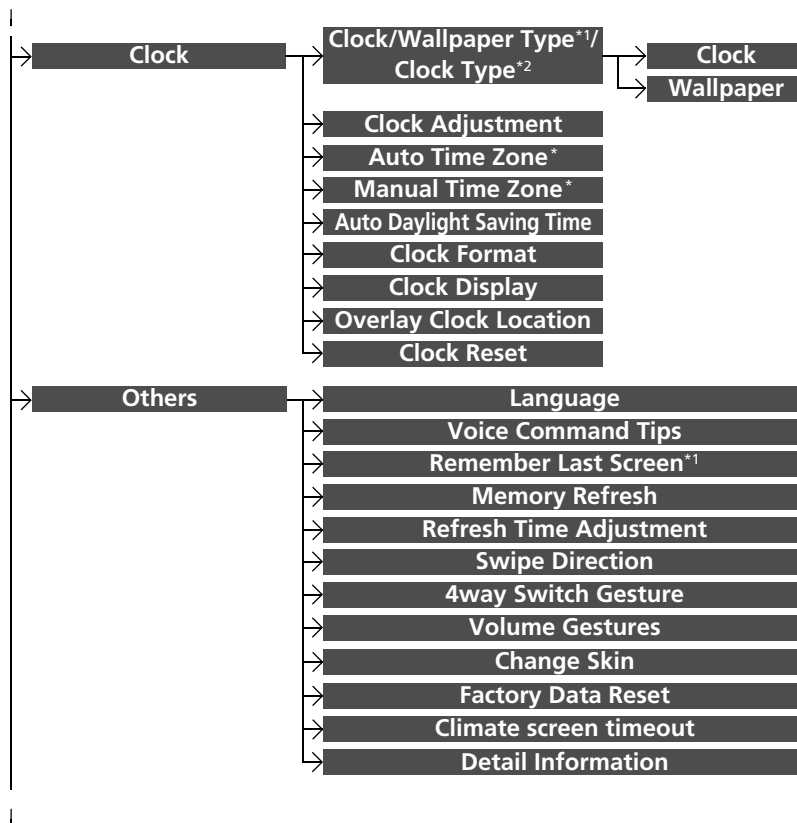 Clock
Clock/Wallpaper Type*1/
Clock Type*2
Clock
Wallpaper
Clock Adjustment
Auto Time Zone*
Manual Time Zone*
Auto Daylight Saving Time
Clock Format
Clock Display
Overlay Clock Location
Clock Reset
Others
Language
Voice Command Tips
Remember Last Screen*1
Memory Refresh
Refresh Time Adjustment
Swipe Direction
4way Switch Gesture
Volume Gestures
Change Skin
Factory Data Reset
Climate screen timeout
Detail Information